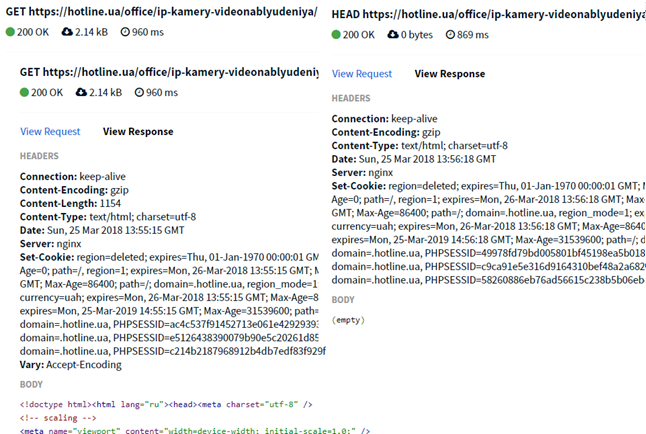 GET https://hotline.ua/office/ip-kamery-videonablyudeniya/
200 OK 2.14 kB 960 ms
GET https://hotline.ua/office/ip-kamery-videonablyudeniy
200 OK 2.14 kB 960 ms
View Request View Response
HEADERS
Connection: keep-alive
Content-Encoding: gzip
Content-Length: 1154
Content-Type: text/html; charset=utf-8
Date: Sun, 25 Mar 2018 13:55:15 GMT
Server: nginx
Set-Cookie: region=deleted; expires=Thu, 01-Jan-1970 00:00:01 GM
Age=0; path=/, region=1; expires=Mon, 26-Mar-2018 13:55:15 GMT; M
GMT; Max-Age=86400; path=/; domain=.hotline.ua, region_mode=1
currency=uah; expires=Mon, 26-Mar-2018 13:55:15 GMT; Max-Age=8
expires=Mon, 25-Mar-2019 14:55:15 GMT; Max-Age=31539600; path=
domain=.hotline.ua, PHPSESSID=ac4c537f91452713e061e42929393
domain=.hotline.ua, PHPSESSID=e5126438390079b90e5c20261d85
domain=.hotline.ua, PHPSESSID=c214b2187968912b4db7edf83f929f
Vary: Accept-Encoding
BODY
<!doctype html><html lang="ru"><head><meta charset="utf-8" />
<!-- scaling -->
<meta name="viewport" content="width=device-width; initial-scale=1.0;" />
HEAD https://hotline.ua/office/ip-kamery-videonablyudeniya/
200 OK 0 bytes 869 ms
View Request View Response
HEADERS
Connection: keep-alive
Content-Encoding: gzip
Content-Type: text/html; charset=utf-8
Date: Sun, 25 Mar 2018 13:56:18 GMT
Server: nginx
Set-Cookie: region=deleted; expires=Thu, 01-Jan-1970 00:00:01 GMT; M
Age=0; path=/, region=1; expires=Mon, 26-Mar-2018 13:56:18 GMT; Max
GMT; Max-Age=86400; path=/; domain=.hotline.ua, region_mode=1; ex
currency=uah; expires=Mon, 26-Mar-2018 13:56:18 GMT; Max-Age=8640
expires=Mon, 25-Mar-2019 14:56:18 GMT; Max-Age=31539600; path=/; d
domain=.hotline.ua, PHPSESSID=49978fd79bd005801bf45198ea5b018
domain=.hotline.ua, PHPSESSID=c9ca91e5e316d9164310bef48a2a682
domain=.hotline.ua, PHPSESSID=58260886eb76ad56615c238b5b06eb
BODY
(empty)